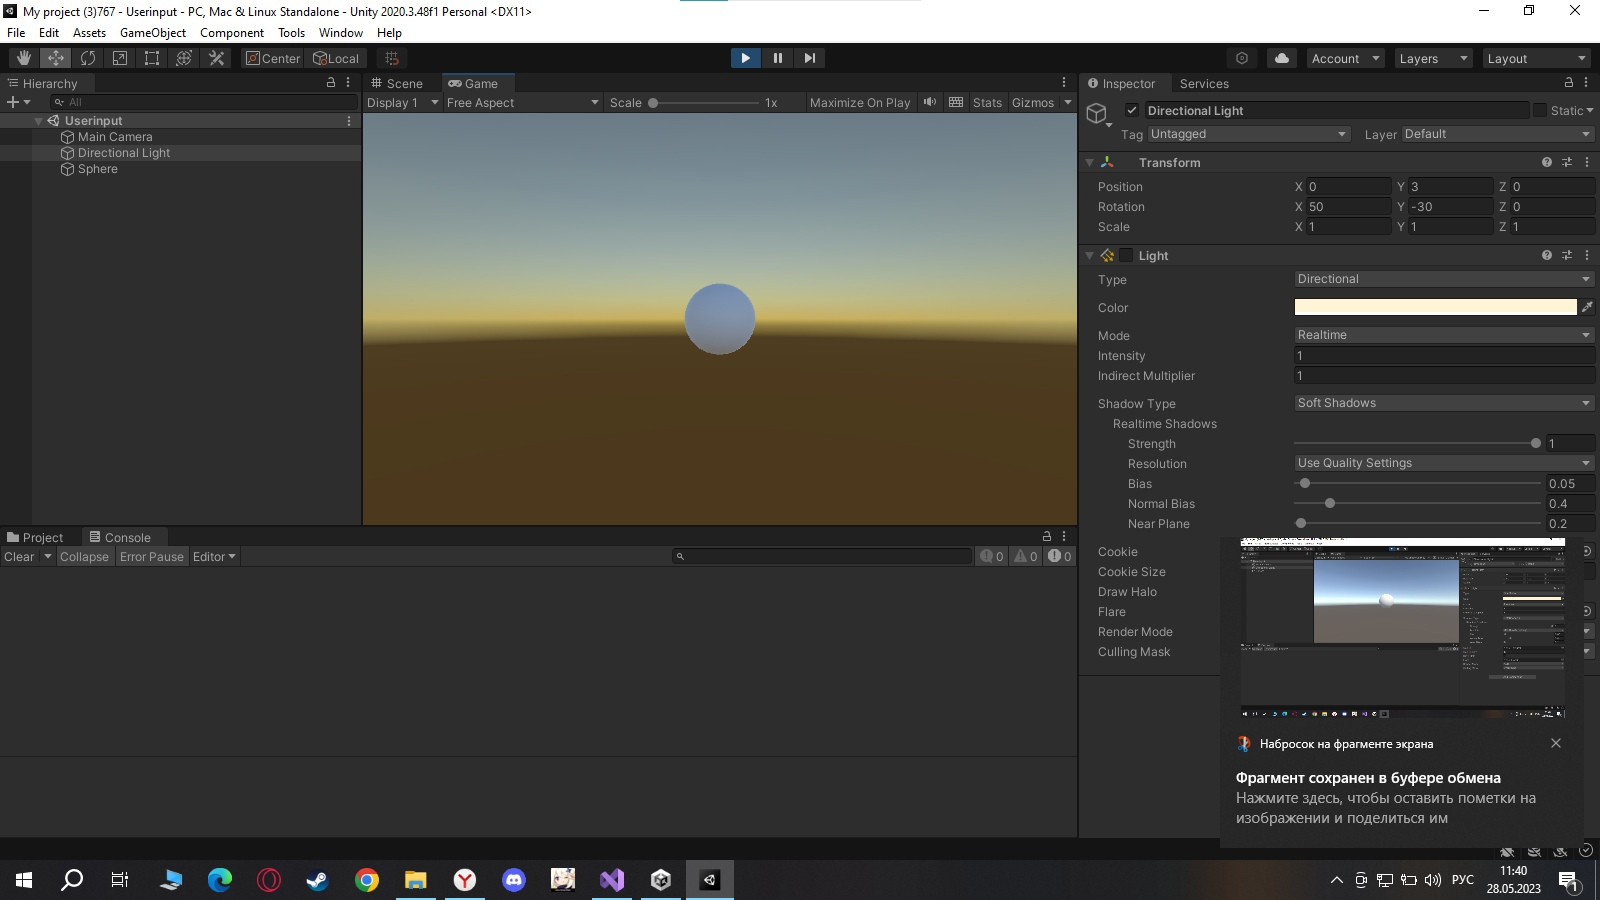 My project (3)767 - Userinput - PC, Mac & Linux Standalone - Unity 2020.3.48f1 Personal <DX11>
File Edit Assets GameObject Component Tools Window Help
Center Local
Account Layers Layout
Hierarchy
All
Userinput
Main Camera
Directional Light
Sphere
Scene Game
Display 1 Free Aspect Scale 1x Maximize On Play Stats Gizmos
Project Console
Clear Collapse Error Pause Editor
0 0 0
Inspector Services
Directional Light Static
Tag Untagged Layer Default
Transform
Position X 0 Y 3 Z 0
Rotation X 50 Y -30 Z 0
Scale X 1 Y 1 Z 1
Light
Type Directional
Color
Mode Realtime
Intensity 1
Indirect Multiplier 1
Shadow Type Soft Shadows
Realtime Shadows
Strength 1
Resolution Use Quality Settings
Bias 0.05
Normal Bias 0.4
Near Plane 0.2
Cookie
Cookie Size
Draw Halo
Flare
Render Mode
Culling Mask
Набросок на фрагменте экрана
Фрагмент сохранен в буфере обмена
Нажмите здесь, чтобы оставить пометки на
изображении и поделиться им
РУС
11:40
28.05.2023
1